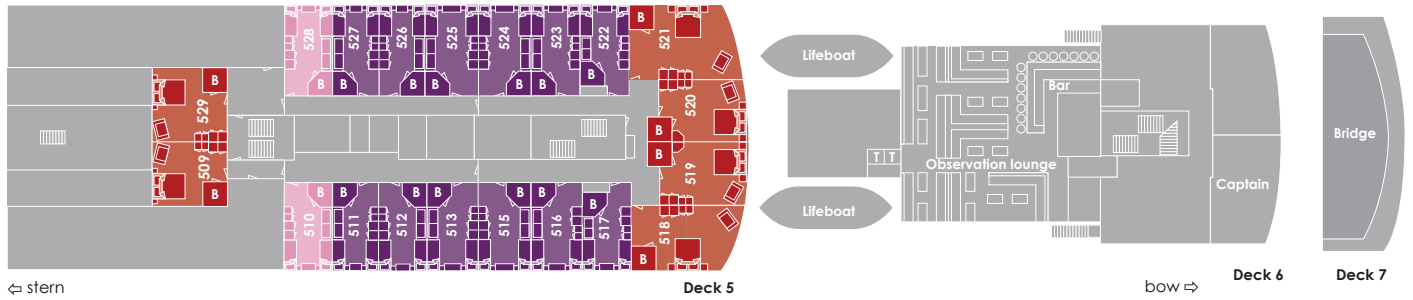 528
527
526
525
524
523
522
521
B
B
B
B
B
B
B
B
529
B
520
B
509
B
519
B
510
511
512
513
515
516
517
518
B
B
B
B
B
B
B
B
Lifeboat
Lifeboat
Bar
T T
Observation lounge
Captain
Bridge
⇦ stern
Deck 5
bow ⇨
Deck 6
Deck 7